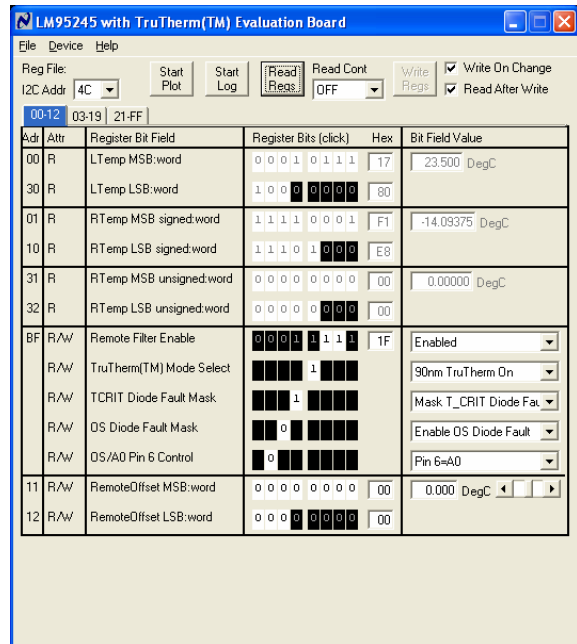 LM95245 with TruTherm(TM) Evaluation Board
File Device Help
Reg File: Start Plot Start Log Read Regs Read Cont Write Regs Write On Change
I2C Addr 4C OFF Read After Write
00-12 03-19 21-FF
Adr Attr Register Bit Field Register Bits (click) Hex Bit Field Value
00 R LTemp MSB:word 0 0 0 1 0 1 1 1 17 23.500 DegC
30 R LTemp LSB:word 1 0 0 0 0 0 0 0 80
01 R RTemp MSB signed:word 1 1 1 1 0 0 0 1 F1 -14.09375 DegC
10 R RTemp LSB signed:word 1 1 1 0 1 0 0 0 E8
31 R RTemp MSB unsigned:word 0 0 0 0 0 0 0 0 00 0.00000 DegC
32 R RTemp LSB unsigned:word 0 0 0 0 0 0 0 0 00
BF R/W Remote Filter Enable 0 0 0 1 1 1 1 1 1F Enabled
R/W TruTherm(TM) Mode Select 1 90nm TruTherm On
R/W TCRIT Diode Fault Mask 1 Mask T_CRIT Diode Fau
R/W OS Diode Fault Mask 0 Enable OS Diode Fault
R/W OS/A0 Pin 6 Control 0 Pin 6=A0
11 R/W RemoteOffset MSB:word 0 0 0 0 0 0 0 0 00 0.000 DegC
12 R/W RemoteOffset LSB:word 0 0 0 0 0 0 0 0 00